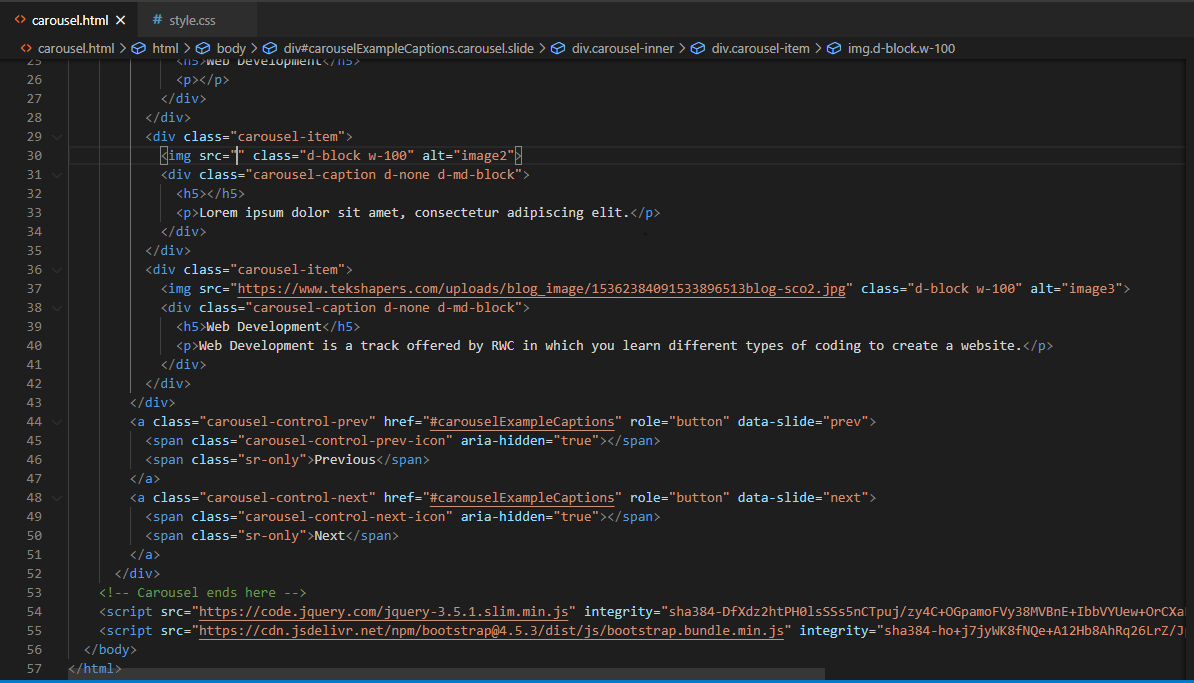 carousel.html
# style.css
carousel.html > html > body > div#carouselExampleCaptions.carousel.slide > div.carousel-inner > div.carousel-item > img.d-block.w-100
25 <h5>Web Development</h5>
26 <p></p>
27 </div>
28 </div>
29 <div class="carousel-item">
30 <img src="" class="d-block w-100" alt="image2">
31 <div class="carousel-caption d-none d-md-block">
32 <h5></h5>
33 <p>Lorem ipsum dolor sit amet, consectetur adipiscing elit.</p>
34 </div>
35 </div>
36 <div class="carousel-item">
37 <img src="https://www.tekshapers.com/uploads/blog_image/15362384091533896513blog-sco2.jpg" class="d-block w-100" alt="image3">
38 <div class="carousel-caption d-none d-md-block">
39 <h5>Web Development</h5>
40 <p>Web Development is a track offered by RWC in which you learn different types of coding to create a website.</p>
41 </div>
42 </div>
43 </div>
44 <a class="carousel-control-prev" href="#carouselExampleCaptions" role="button" data-slide="prev">
45 <span class="carousel-control-prev-icon" aria-hidden="true"></span>
46 <span class="sr-only">Previous</span>
47 </a>
48 <a class="carousel-control-next" href="#carouselExampleCaptions" role="button" data-slide="next">
49 <span class="carousel-control-next-icon" aria-hidden="true"></span>
50 <span class="sr-only">Next</span>
51 </a>
52 </div>
53 <!-- Carousel ends here -->
54 <script src="https://code.jquery.com/jquery-3.5.1.slim.min.js" integrity="sha384-DfXdz2htPH0lsSSs5nCTpuj/zy4C+OGpamoFVy38MVBnE+IbbVYUew+OrCXa
55 <script src="https://cdn.jsdelivr.net/npm/bootstrap@4.5.3/dist/js/bootstrap.bundle.min.js" integrity="sha384-ho+j7jyWK8fNQe+A12Hb8AhRq26LrZ/J
56 </body>
57 </html>